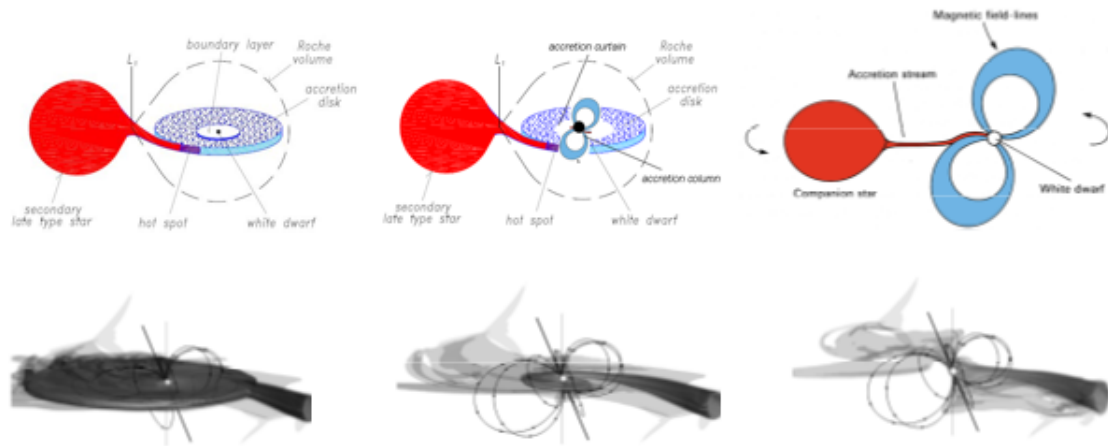 boundary layer
L₁
Roche
volume
accretion
disk
secondary
late type star
hot spot
white dwarf
accretion curtain
L₁
Roche
volume
accretion
disk
accretion column
secondary
late type star
hot spot
white dwarf
Magnetic field-lines
Accretion stream
Companion star
White dwarf